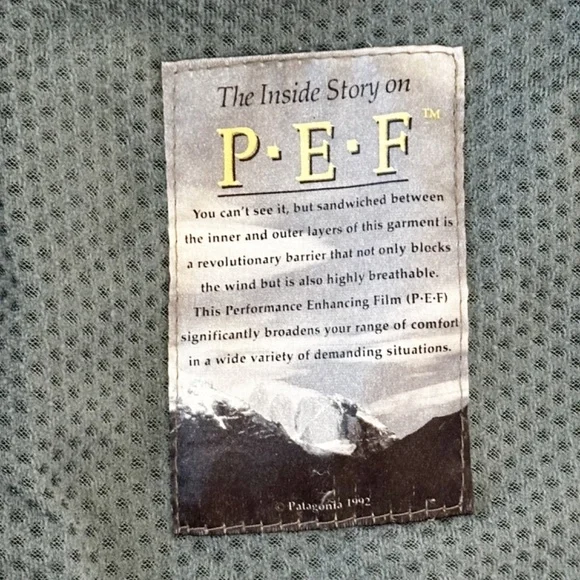 The Inside Story on
P·E·F™
You can't see it, but sandwiched between
the inner and outer layers of this garment is
a revolutionary barrier that not only blocks
the wind but is also highly breathable.
This Performance Enhancing Film (P·E·F)
significantly broadens your range of comfort
in a wide variety of demanding situations.
© Patagonia 1992